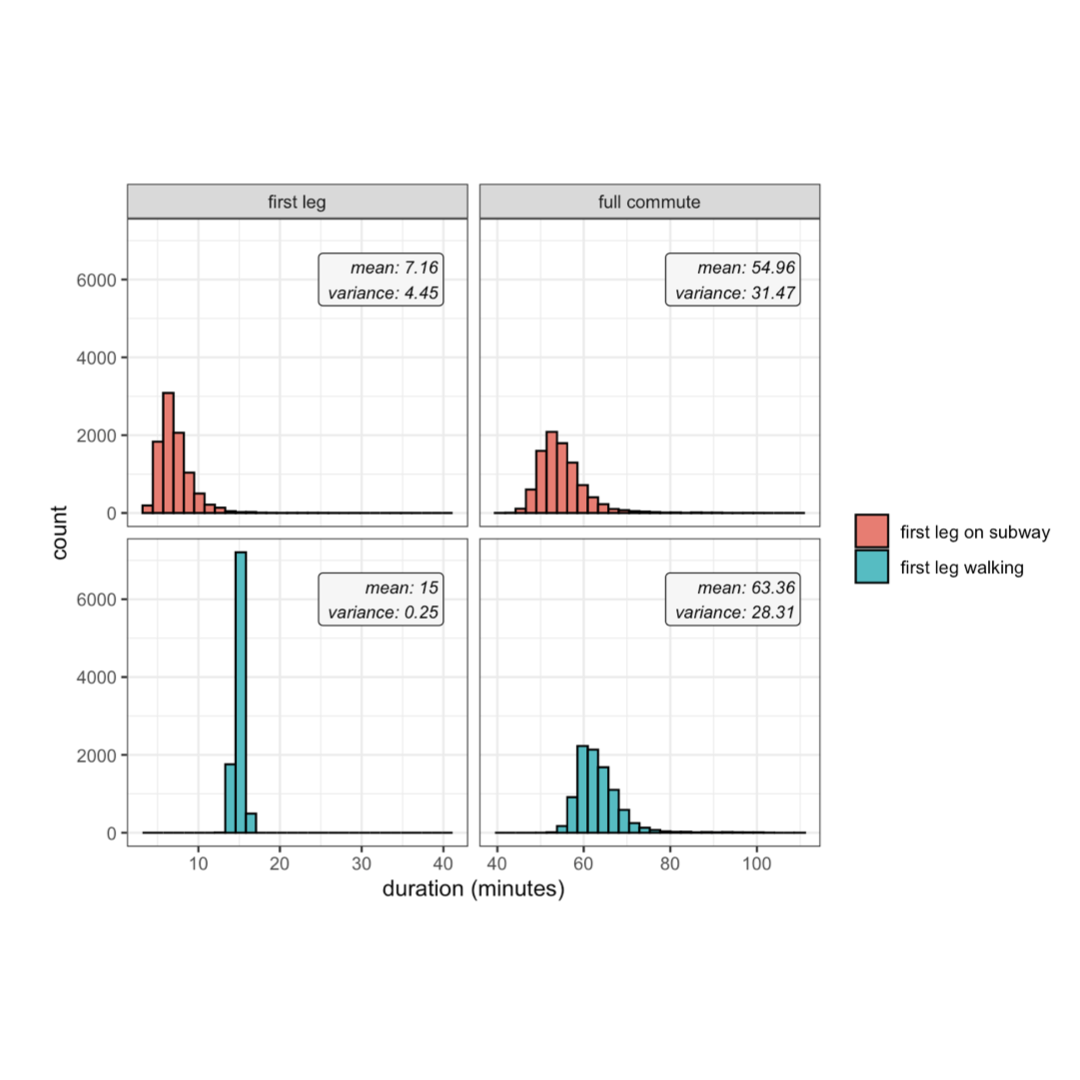 first leg
full commute
mean: 7.16
variance: 4.45
mean: 54.96
variance: 31.47
6000
4000
2000
0
count
first leg on subway
first leg walking
mean: 15
variance: 0.25
mean: 63.36
variance: 28.31
6000
4000
2000
0
10 20 30 40 40 60 80 100
duration (minutes)